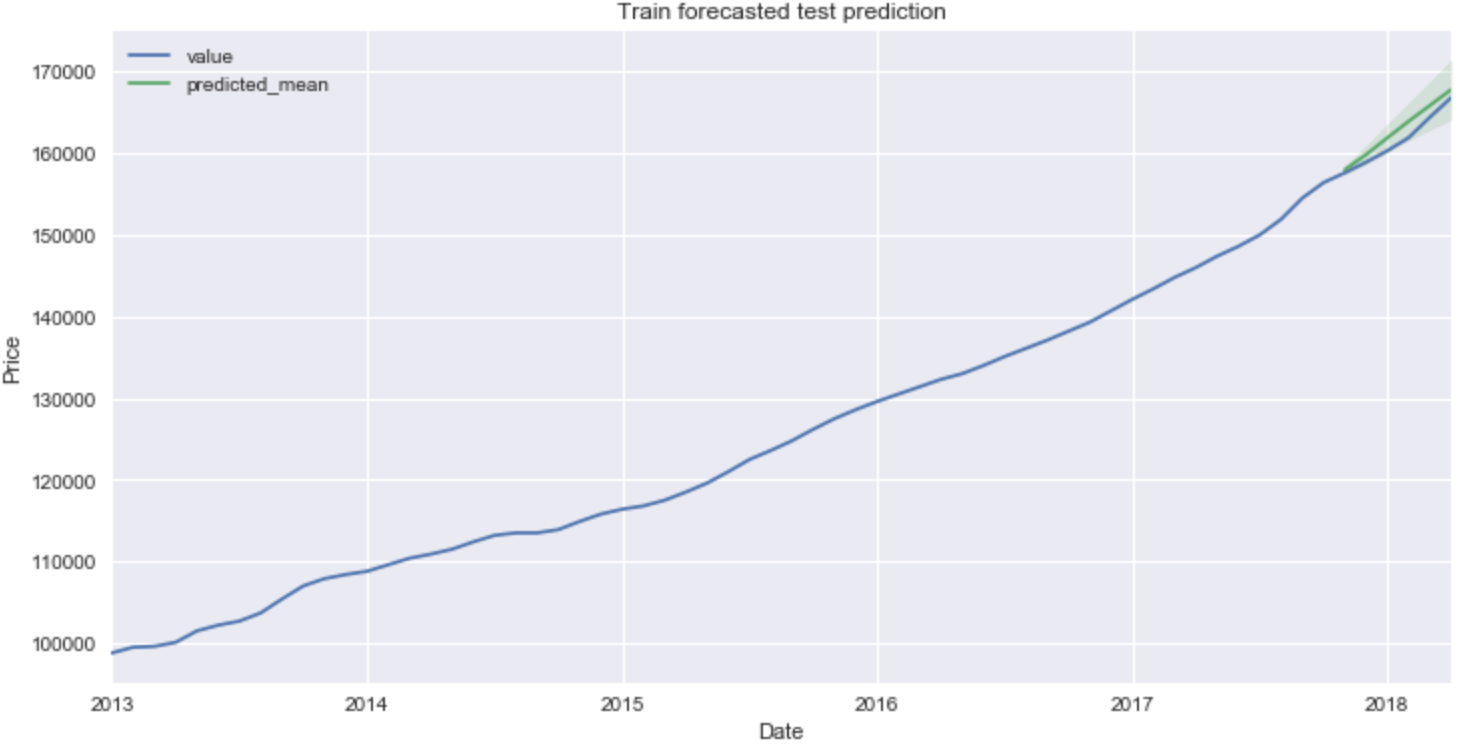 Train forecasted test prediction
value
predicted_mean
170000
160000
150000
140000
130000
120000
110000
100000
Price
2013 2014 2015 2016 2017 2018
Date